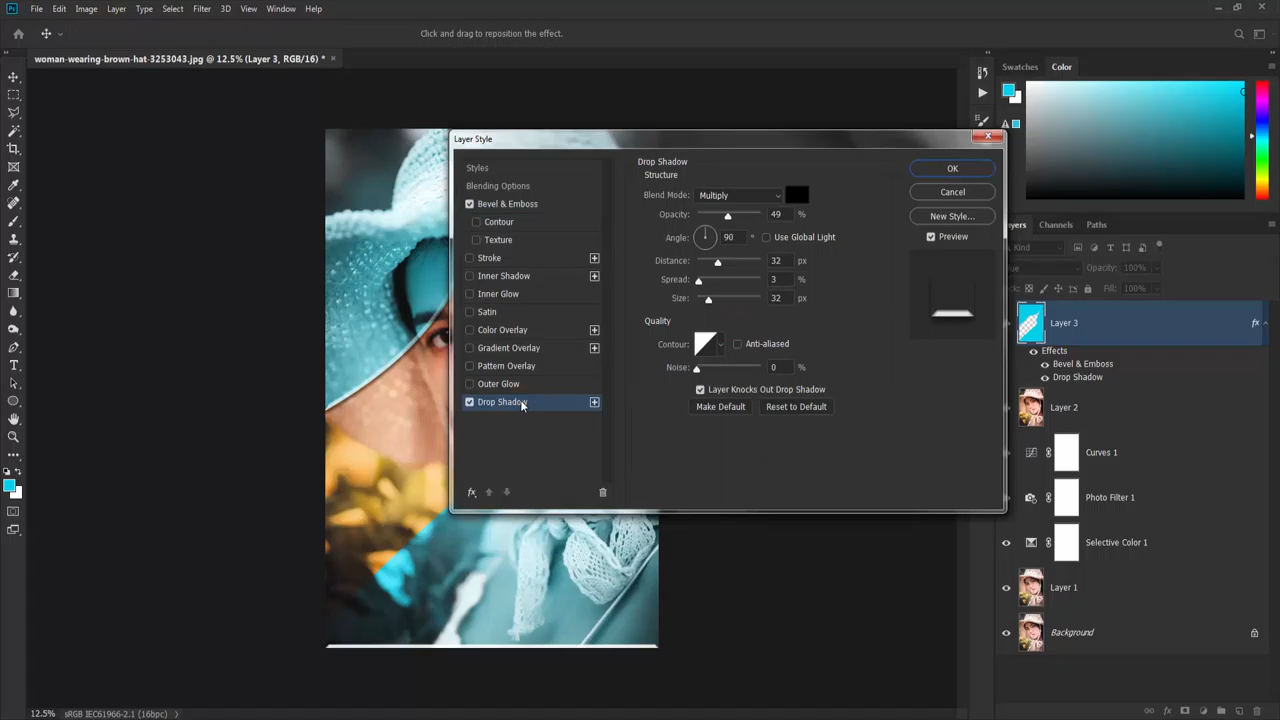 Ps File Edit Image Layer Type Select Filter 3D View Window Help
Click and drag to reposition the effect.
woman-wearing-brown-hat-3253043.jpg @ 12.5% (Layer 3, RGB/16) * ×
Swatches Color
Layer Style
Styles
Blending Options
Bevel & Emboss
Contour
Texture
Stroke
Inner Shadow
Inner Glow
Satin
Color Overlay
Gradient Overlay
Pattern Overlay
Outer Glow
Drop Shadow
fx
Drop Shadow
Structure
Blend Mode: Multiply
Opacity: 49 %
Angle: 90 ° Use Global Light
Distance: 32 px
Spread: 3 %
Size: 32 px
Quality
Contour: Anti-aliased
Noise: 0 %
Layer Knocks Out Drop Shadow
Make Default Reset to Default
OK
Cancel
New Style...
Preview
ayers Channels Paths
Kind
Opacity: 100%
Fill: 100%
Layer 3 fx
Effects
Bevel & Emboss
Drop Shadow
Layer 2
Curves 1
Photo Filter 1
Selective Color 1
Layer 1
Background
fx
12.5% sRGB IEC61966-2.1 (16bpc)